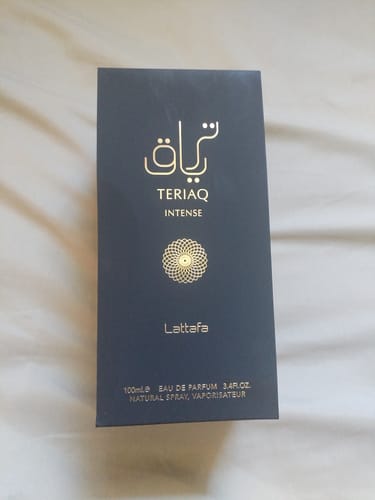 ترياق
TERIAQ
INTENSE
Lattafa
100ml.℮ EAU DE PARFUM 3.4FL.OZ.
NATURAL SPRAY, VAPORISATEUR